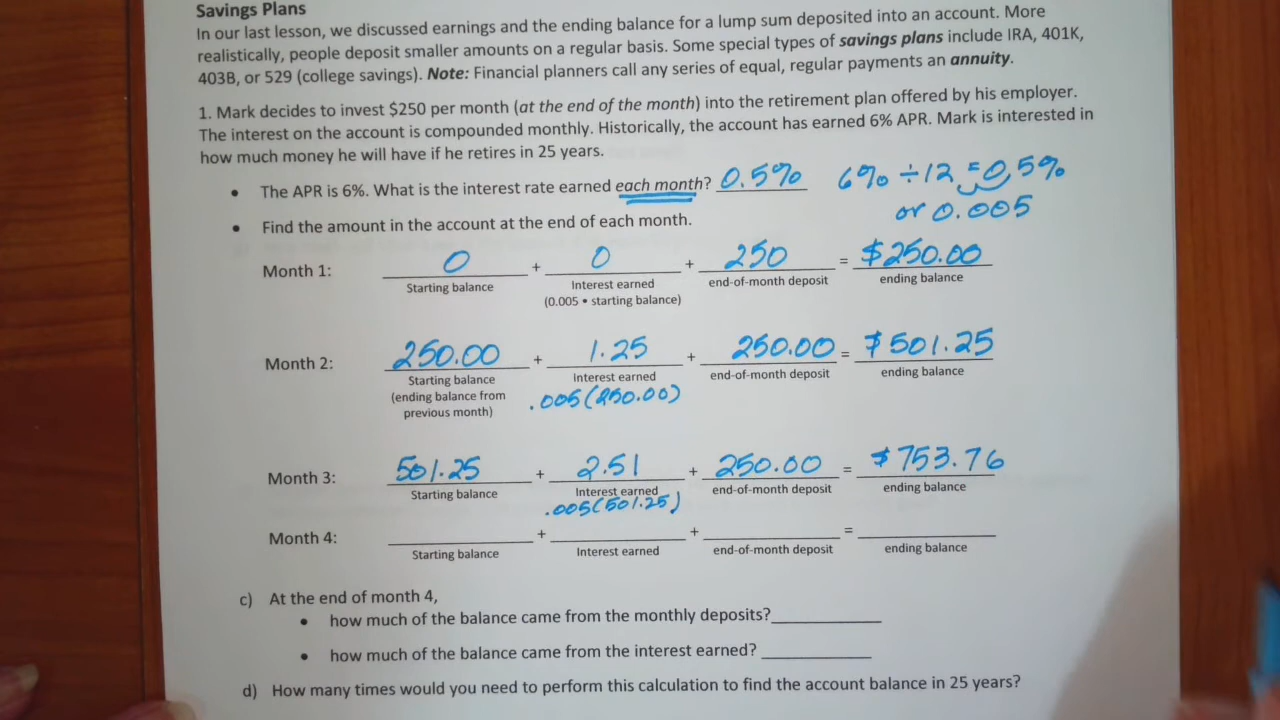 Savings Plans
In our last lesson, we discussed earnings and the ending balance for a lump sum deposited into an account. More
realistically, people deposit smaller amounts on a regular basis. Some special types of savings plans include IRA, 401K,
403B, or 529 (college savings). Note: Financial planners call any series of equal, regular payments an annuity.
1. Mark decides to invest $250 per month (at the end of the month) into the retirement plan offered by his employer.
The interest on the account is compounded monthly. Historically, the account has earned 6% APR. Mark is interested in
how much money he will have if he retires in 25 years.
• The APR is 6%. What is the interest rate earned each month? 0.5% 6% ÷ 12 = 0.5%
or 0.005
• Find the amount in the account at the end of each month.
Month 1: 0 + 0 + 250 = $250.00
Starting balance Interest earned end-of-month deposit ending balance
(0.005 • starting balance)
Month 2: 250.00 + 1.25 + 250.00 = $501.25
Starting balance Interest earned end-of-month deposit ending balance
(ending balance from .005(250.00)
previous month)
Month 3: 501.25 + 2.51 + 250.00 = $753.76
Starting balance Interest earned end-of-month deposit ending balance
.005(501.25)
Month 4: + + =
Starting balance Interest earned end-of-month deposit ending balance
c) At the end of month 4,
• how much of the balance came from the monthly deposits?
• how much of the balance came from the interest earned?
d) How many times would you need to perform this calculation to find the account balance in 25 years?